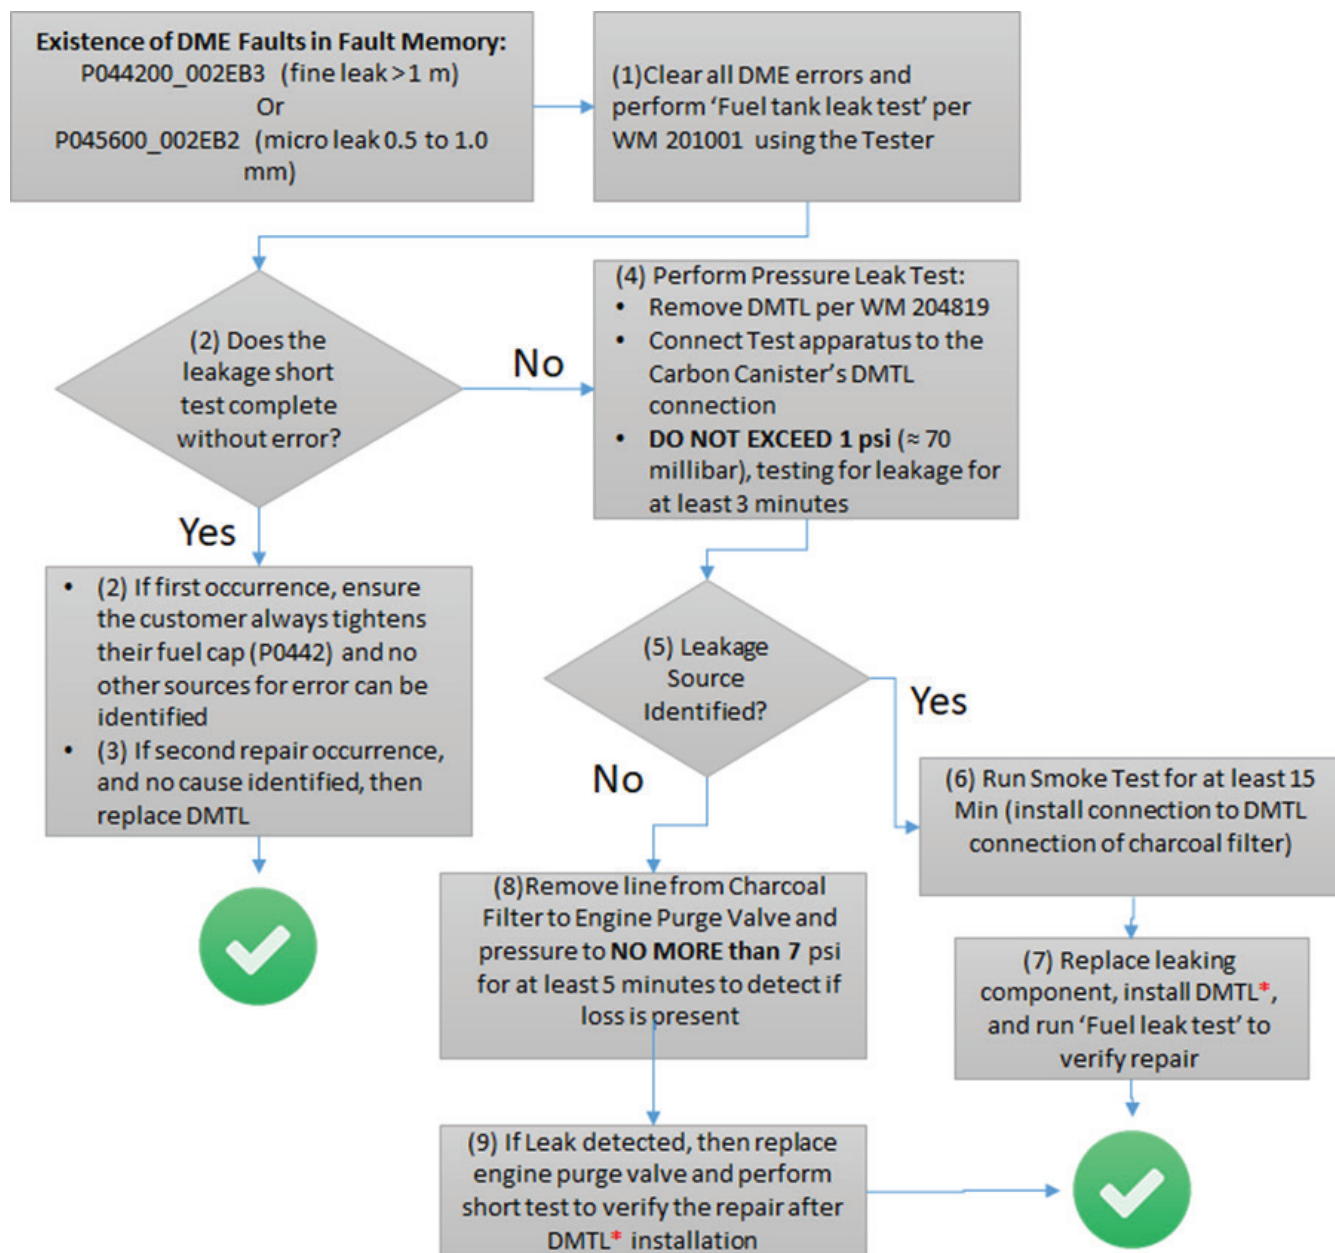 Existence of DME Faults in Fault Memory:
P044200_002EB3 (fine leak >1 m)
Or
P045600_002EB2 (micro leak 0.5 to 1.0
mm)
(1)Clear all DME errors and
perform ‘Fuel tank leak test’ per
WM 201001 using the Tester
(2) Does the
leakage short
test complete
without error?
No
Yes
(4) Perform Pressure Leak Test:
• Remove DMTL per WM 204819
• Connect Test apparatus to the
Carbon Canister’s DMTL
connection
• DO NOT EXCEED 1 psi (≈ 70
millibar), testing for leakage for
at least 3 minutes
• (2) If first occurrence, ensure
the customer always tightens
their fuel cap (P0442) and no
other sources for error can be
identified
• (3) If second repair occurrence,
and no cause identified, then
replace DMTL
(5) Leakage
Source
Identified?
Yes
No
(6) Run Smoke Test for at least 15
Min (install connection to DMTL
connection of charcoal filter)
(7) Replace leaking
component, install DMTL*,
and run ‘Fuel leak test’ to
verify repair
(8)Remove line from Charcoal
Filter to Engine Purge Valve and
pressure to NO MORE than 7 psi
for at least 5 minutes to detect if
loss is present
(9) If Leak detected, then replace
engine purge valve and perform
short test to verify the repair after
DMTL* installation